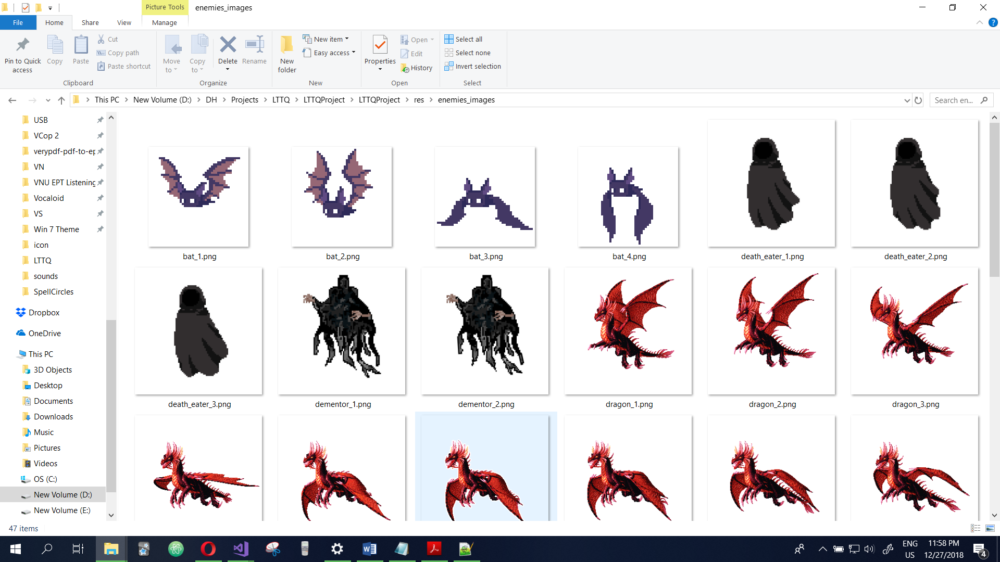 Picture Tools
enemies_images
File
Home
Share
View
Manage
Pin to Quick access
Copy
Paste
Cut
Copy path
Paste shortcut
Clipboard
Move to
Copy to
Delete
Rename
Organize
New folder
New item
Easy access
New
Properties
Open
Edit
History
Open
Select all
Select none
Invert selection
Select
This PC
New Volume (D:)
DH
Projects
LTTQ
LTTQProject
LTTQProject
res
enemies_images
Search en...
USB
VCop 2
verypdf-pdf-to-ep
VN
VNU EPT Listening
Vocaloid
VS
Win 7 Theme
icon
LTTQ
sounds
SpellCircles
Dropbox
OneDrive
This PC
3D Objects
Desktop
Documents
Downloads
Music
Pictures
Videos
OS (C:)
New Volume (D:)
New Volume (E:)
bat_1.png
bat_2.png
bat_3.png
bat_4.png
death_eater_1.png
death_eater_2.png
death_eater_3.png
dementor_1.png
dementor_2.png
dragon_1.png
dragon_2.png
dragon_3.png
47 items
ENG
US
11:58 PM
12/27/2018
4